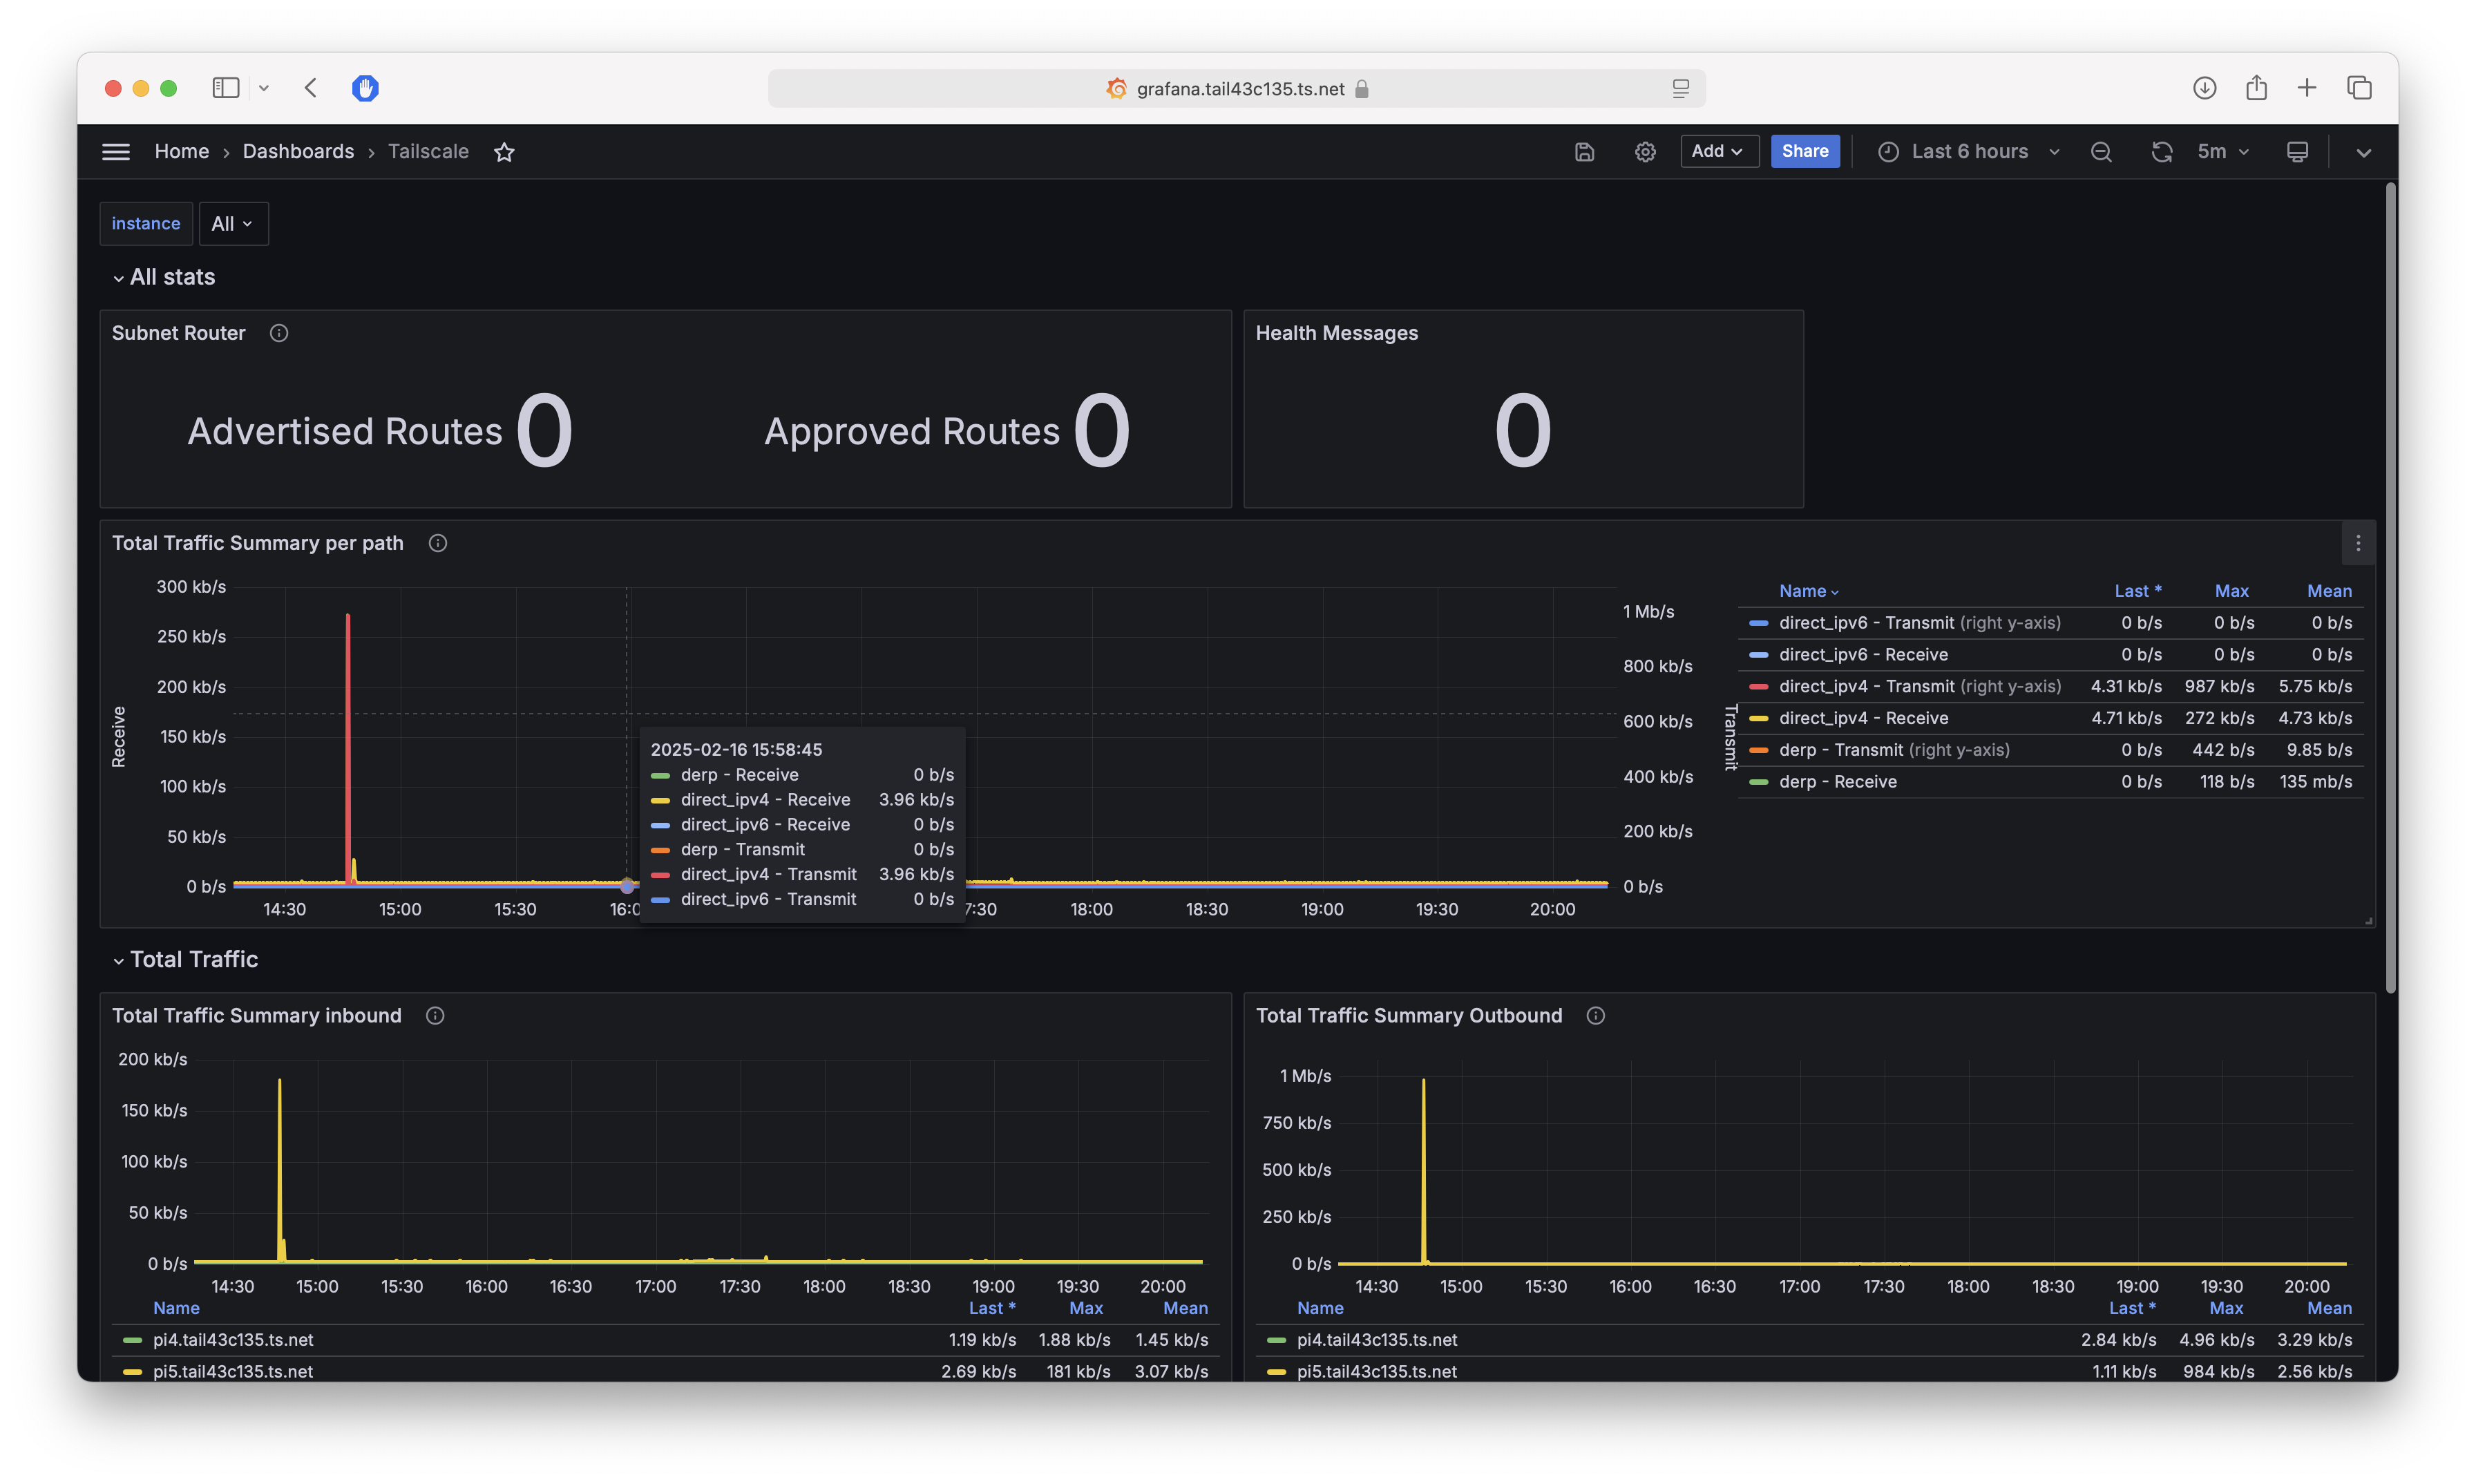 grafana.tail43c135.ts.net
Home › Dashboards › Tailscale
Add
Share
Last 6 hours
5m
instance
All
All stats
Subnet Router
Advertised Routes 0
Approved Routes 0
Health Messages
0
Total Traffic Summary per path
Receive
300 kb/s
250 kb/s
200 kb/s
150 kb/s
100 kb/s
50 kb/s
0 b/s
14:30 15:00 15:30 16:0 7:30 18:00 18:30 19:00 19:30 20:00
2025-02-16 15:58:45
derp - Receive 0 b/s
direct_ipv4 - Receive 3.96 kb/s
direct_ipv6 - Receive 0 b/s
derp - Transmit 0 b/s
direct_ipv4 - Transmit 3.96 kb/s
direct_ipv6 - Transmit 0 b/s
1 Mb/s
800 kb/s
600 kb/s
400 kb/s
200 kb/s
0 b/s
Transmit
Name Last * Max Mean
direct_ipv6 - Transmit (right y-axis) 0 b/s 0 b/s 0 b/s
direct_ipv6 - Receive 0 b/s 0 b/s 0 b/s
direct_ipv4 - Transmit (right y-axis) 4.31 kb/s 987 kb/s 5.75 kb/s
direct_ipv4 - Receive 4.71 kb/s 272 kb/s 4.73 kb/s
derp - Transmit (right y-axis) 0 b/s 442 b/s 9.85 b/s
derp - Receive 0 b/s 118 b/s 135 mb/s
Total Traffic
Total Traffic Summary inbound
200 kb/s
150 kb/s
100 kb/s
50 kb/s
0 b/s
14:30 15:00 15:30 16:00 16:30 17:00 17:30 18:00 18:30 19:00 19:30 20:00
Name Last * Max Mean
pi4.tail43c135.ts.net 1.19 kb/s 1.88 kb/s 1.45 kb/s
pi5.tail43c135.ts.net 2.69 kb/s 181 kb/s 3.07 kb/s
Total Traffic Summary Outbound
1 Mb/s
750 kb/s
500 kb/s
250 kb/s
0 b/s
14:30 15:00 15:30 16:00 16:30 17:00 17:30 18:00 18:30 19:00 19:30 20:00
Name Last * Max Mean
pi4.tail43c135.ts.net 2.84 kb/s 4.96 kb/s 3.29 kb/s
pi5.tail43c135.ts.net 1.11 kb/s 984 kb/s 2.56 kb/s